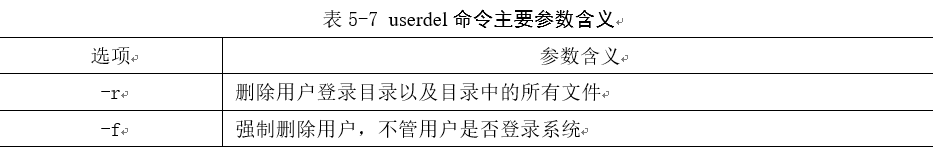 表 5-7 userdel 命令主要参数含义
选项 参数含义
-r 删除用户登录目录以及目录中的所有文件
-f 强制删除用户，不管用户是否登录系统